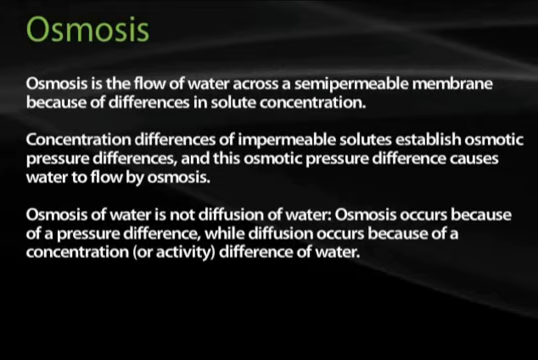 Osmosis
Osmosis is the flow of water across a semipermeable membrane
because of differences in solute concentration.
Concentration differences of impermeable solutes establish osmotic
pressure differences, and this osmotic pressure difference causes
water to flow by osmosis.
Osmosis of water is not diffusion of water: Osmosis occurs because
of a pressure difference, while diffusion occurs because of a
concentration (or activity) difference of water.